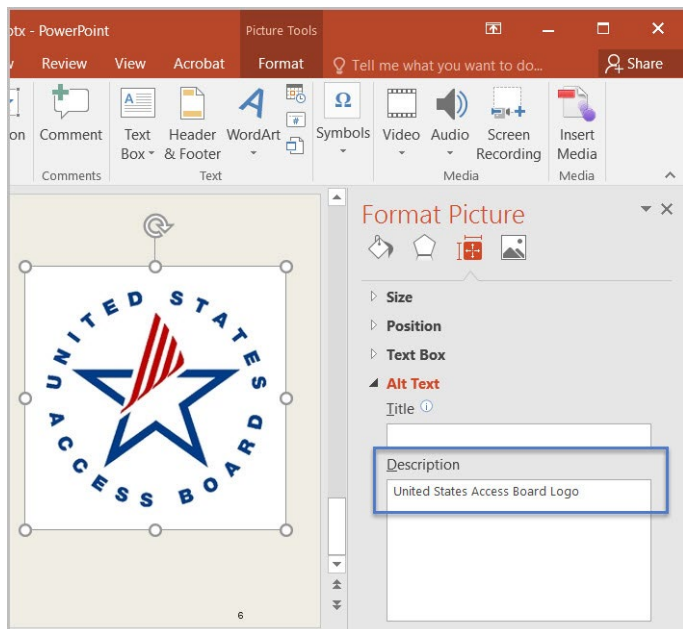 ptx - PowerPoint
Picture Tools
Review View Acrobat Format Tell me what you want to do... Share
on
Comment
Text Box
Header & Footer
WordArt
#
Ω
Symbols
Video
Audio
Screen Recording
Insert Media
Comments Text Media Media
UNITED STATES
ACCESS BOARD
6
Format Picture
Size
Position
Text Box
Alt Text
Title
Description
United States Access Board Logo